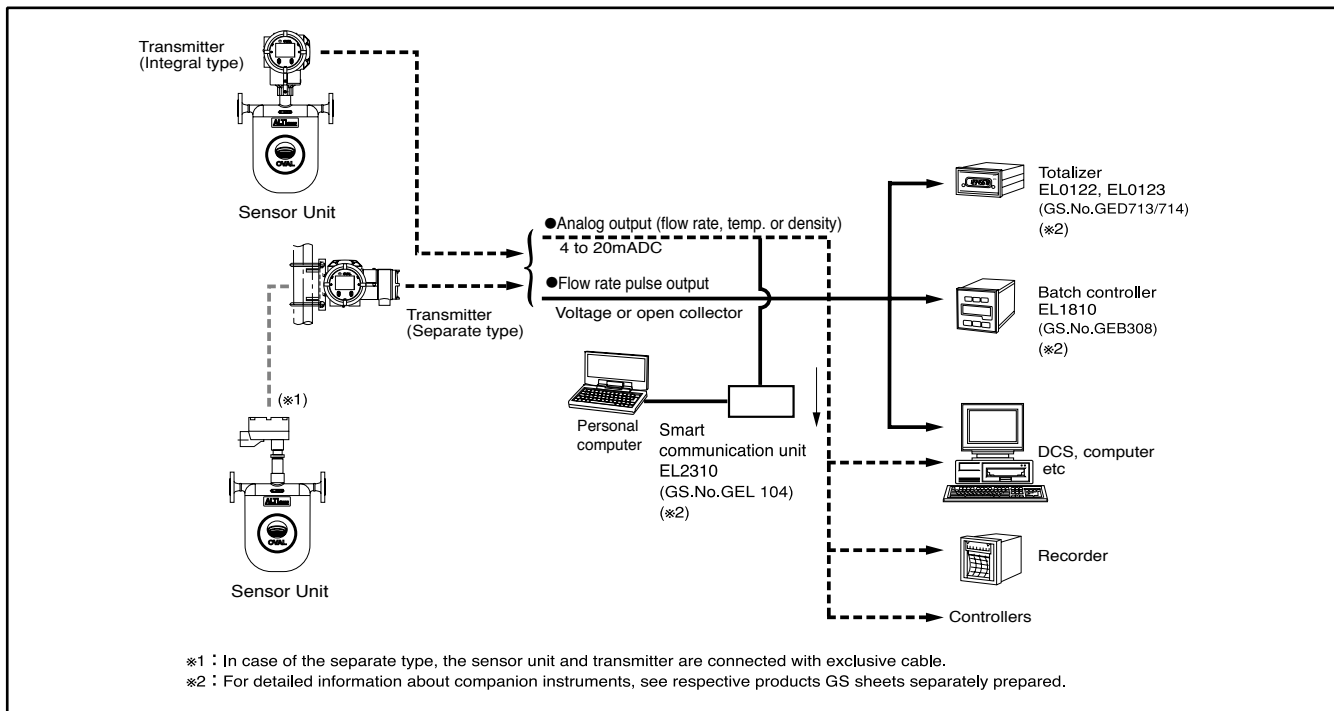 Transmitter
(Integral type)
ALTImass
OVAL
Sensor Unit
Transmitter
(Separate type)
(※1)
ALTImass
OVAL
Sensor Unit
●Analog output (flow rate, temp. or density)
4 to 20mADC
●Flow rate pulse output
Voltage or open collector
Personal
computer
Smart
communication unit
EL2310
(GS.No.GEL 104)
(※2)
Totalizer
EL0122, EL0123
(GS.No.GED713/714)
(※2)
Batch controller
EL1810
(GS.No.GEB308)
(※2)
DCS, computer
etc
Recorder
Controllers
※1 : In case of the separate type, the sensor unit and transmitter are connected with exclusive cable.
※2 : For detailed information about companion instruments, see respective products GS sheets separately prepared.